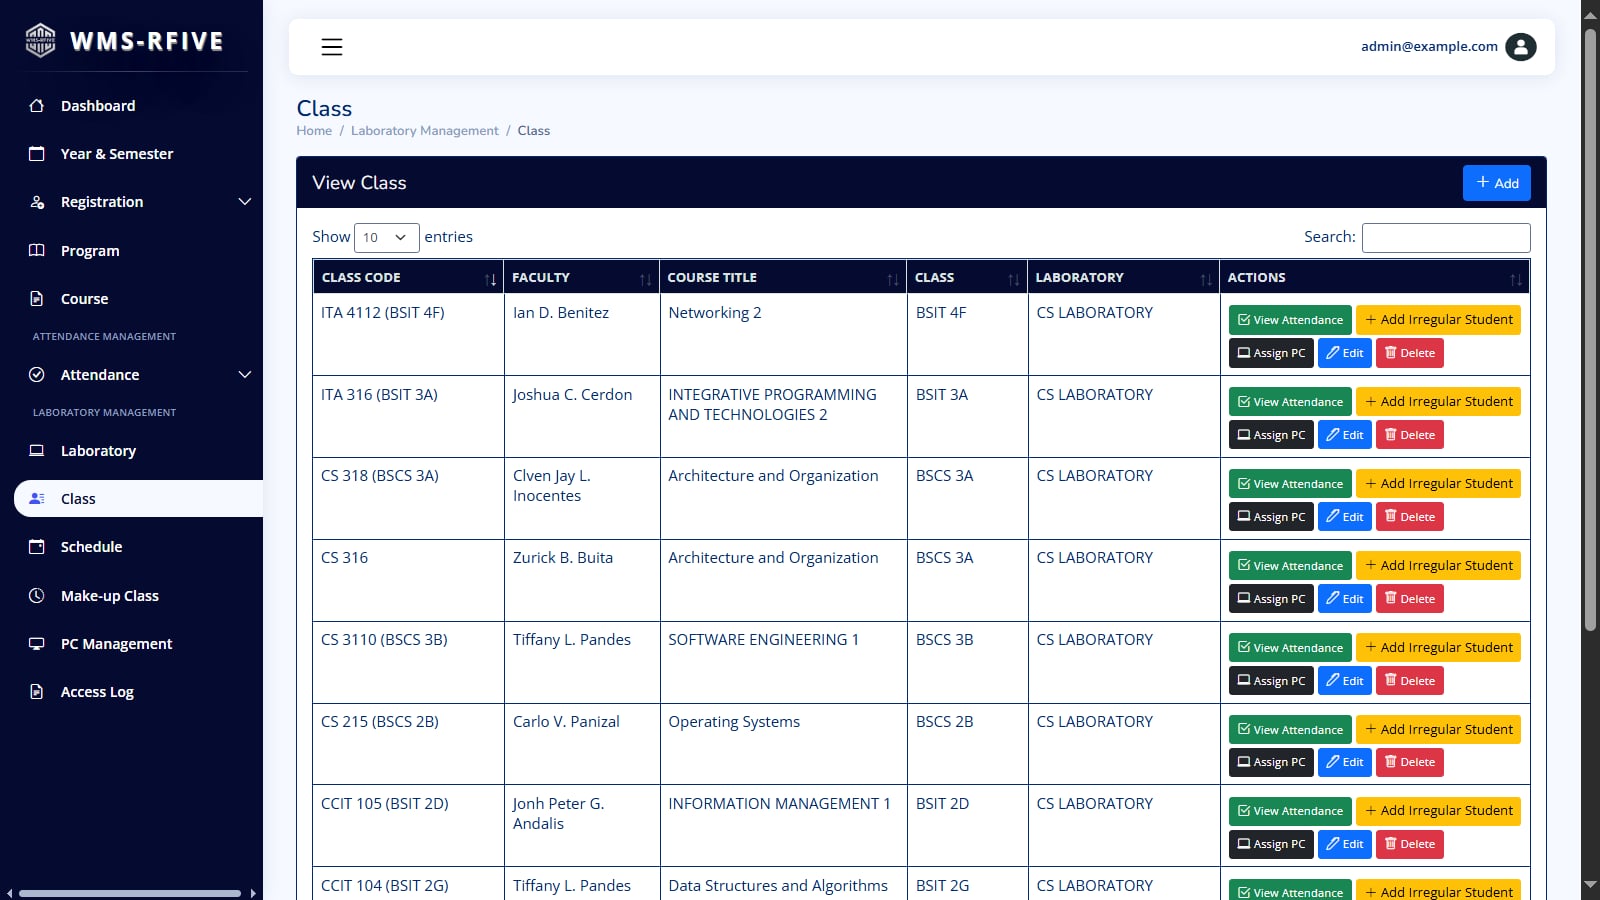 WMS-RFIVE
admin@example.com
Dashboard
Year & Semester
Registration
Program
Course
ATTENDANCE MANAGEMENT
Attendance
LABORATORY MANAGEMENT
Laboratory
Class
Schedule
Make-up Class
PC Management
Access Log
Class
Home / Laboratory Management / Class
View Class
+ Add
Show 10 entries
Search:
CLASS CODE FACULTY COURSE TITLE CLASS LABORATORY ACTIONS
ITA 4112 (BSIT 4F) Ian D. Benitez Networking 2 BSIT 4F CS LABORATORY View Attendance + Add Irregular Student
Assign PC Edit Delete
ITA 316 (BSIT 3A) Joshua C. Cerdon INTEGRATIVE PROGRAMMING BSIT 3A CS LABORATORY View Attendance + Add Irregular Student
AND TECHNOLOGIES 2 Assign PC Edit Delete
CS 318 (BSCS 3A) Clven Jay L. Architecture and Organization BSCS 3A CS LABORATORY View Attendance + Add Irregular Student
Inocentes Assign PC Edit Delete
CS 316 Zurick B. Buita Architecture and Organization BSCS 3A CS LABORATORY View Attendance + Add Irregular Student
Assign PC Edit Delete
CS 3110 (BSCS 3B) Tiffany L. Pandes SOFTWARE ENGINEERING 1 BSCS 3B CS LABORATORY View Attendance + Add Irregular Student
Assign PC Edit Delete
CS 215 (BSCS 2B) Carlo V. Panizal Operating Systems BSCS 2B CS LABORATORY View Attendance + Add Irregular Student
Assign PC Edit Delete
CCIT 105 (BSIT 2D) Jonh Peter G. INFORMATION MANAGEMENT 1 BSIT 2D CS LABORATORY View Attendance + Add Irregular Student
Andalis Assign PC Edit Delete
CCIT 104 (BSIT 2G) Tiffany L. Pandes Data Structures and Algorithms BSIT 2G CS LABORATORY View Attendance + Add Irregular Student